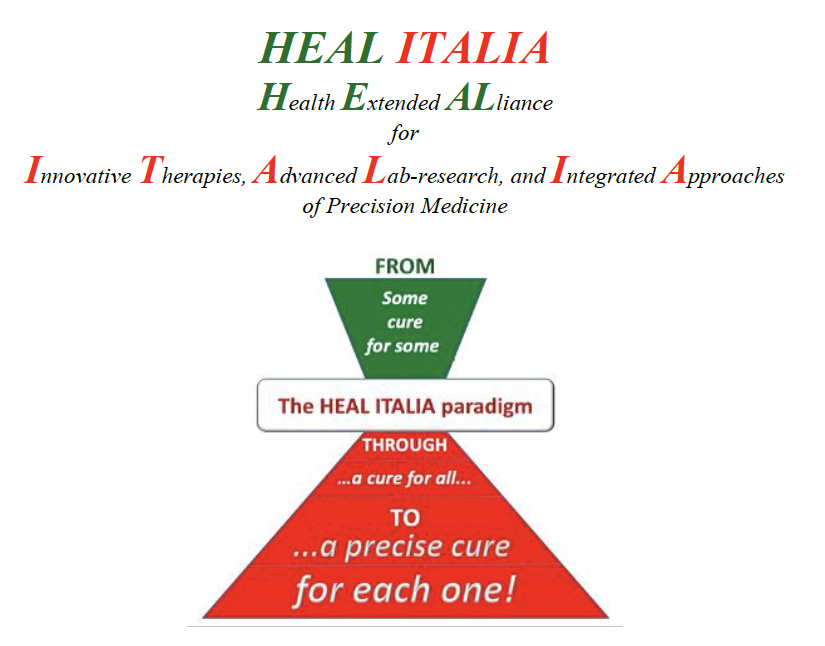 HEAL ITALIA
Health Extended ALliance
for
Innovative Therapies, Advanced Lab-research, and Integrated Approaches
of Precision Medicine
FROM
Some
cure
for some
The HEAL ITALIA paradigm
THROUGH
...a cure for all...
TO
...a precise cure
for each one!